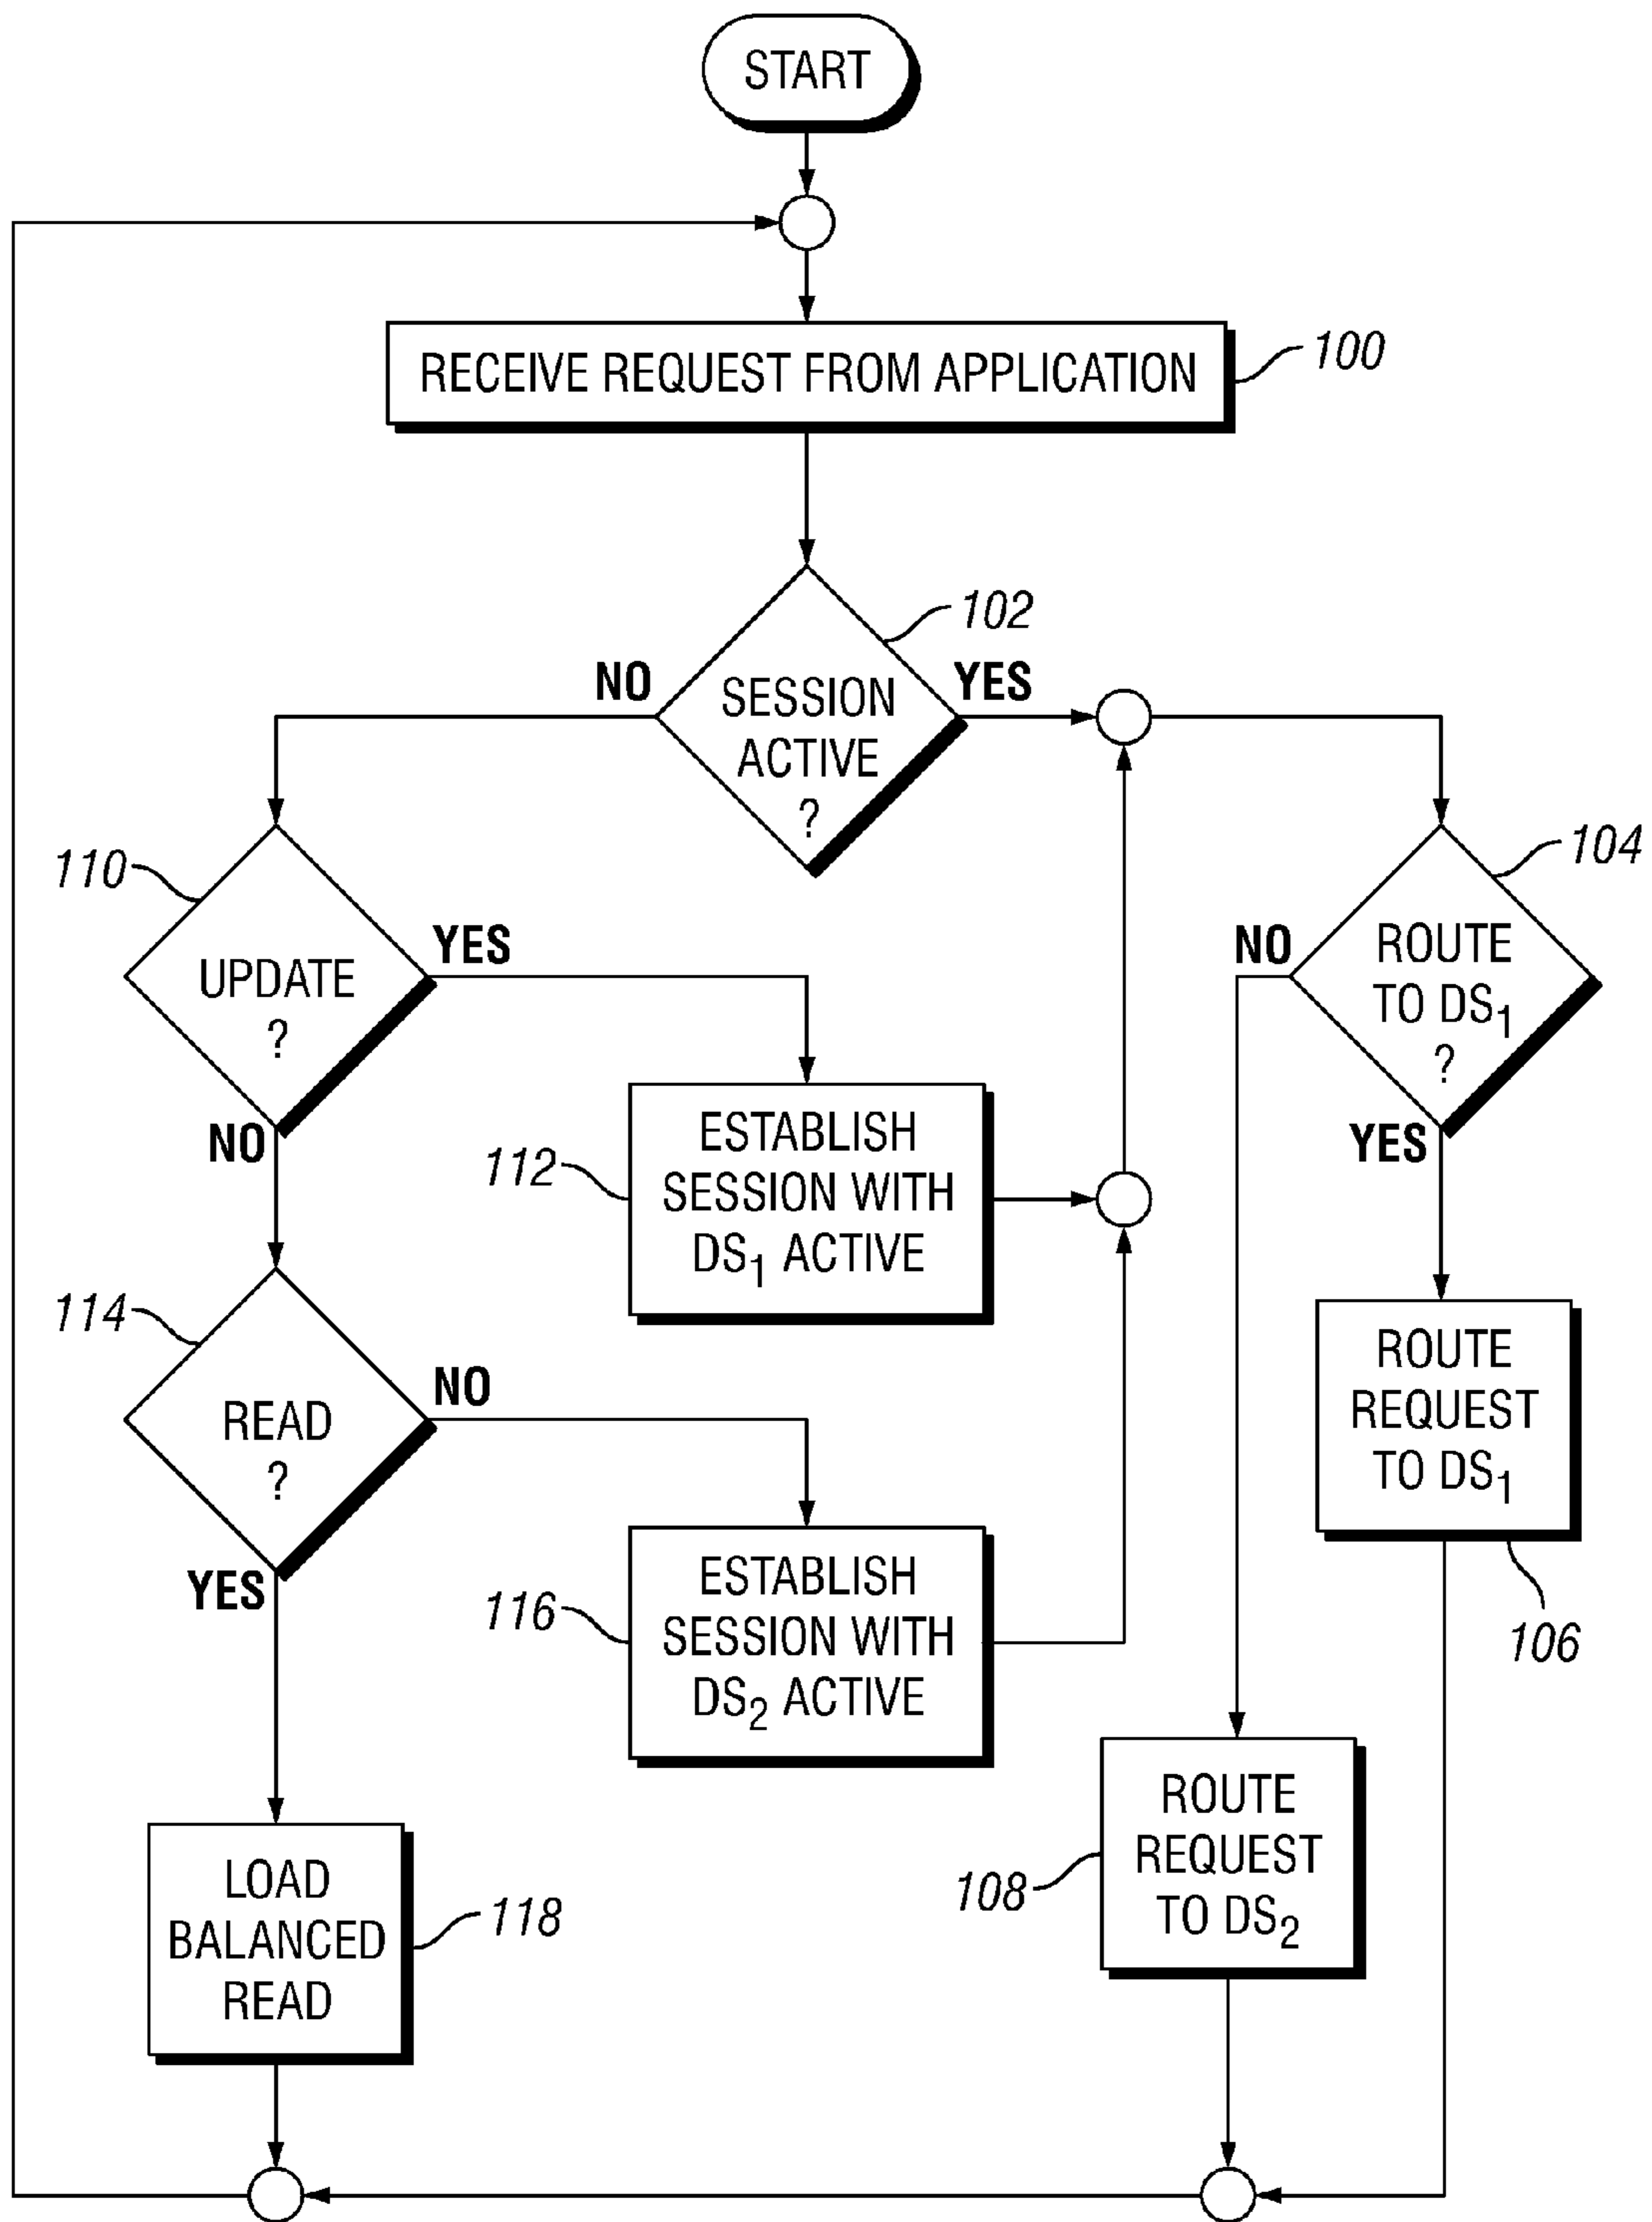 START
RECEIVE REQUEST FROM APPLICATION
100
102
NO
SESSION
ACTIVE
?
YES
110
UPDATE
?
YES
NO
104
NO
ROUTE
TO DS1
?
YES
112
ESTABLISH
SESSION WITH
DS1 ACTIVE
114
READ
?
NO
YES
ROUTE
REQUEST
TO DS1
106
116
ESTABLISH
SESSION WITH
DS2 ACTIVE
108
ROUTE
REQUEST
TO DS2
LOAD
BALANCED
READ
118